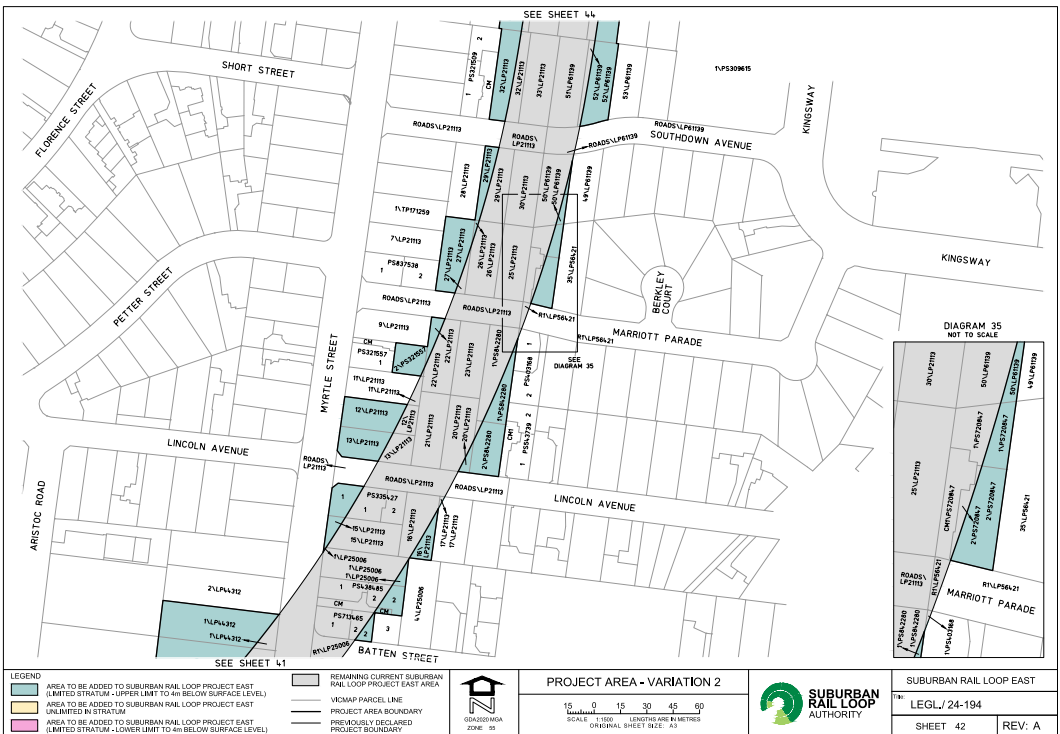 SEE SHEET 44
SHORT STREET
FLORENCE STREET
2
PS321509
1
CM
32\LP21113
32\LP21113
33\LP21113
51\LP61139
52\LP61139
52\LP61139
53\LP61139
1\PS309615
KINGSWAY
ROADS\LP21113
ROADS\
LP21113
ROADS\LP61139
ROADS\LP61139
SOUTHDOWN AVENUE
28\LP21113
29\LP21113
29\LP21113
30\LP21113
50\LP61139
50\LP61139
49\LP61139
1\TP171259
7\LP21113
PS837538
1
2
27\LP21113
27\LP21113
26\LP21113
26\LP21113
25\LP21113
35\LP56421
KINGSWAY
PETTER STREET
BERKLEY
COURT
ROADS\LP21113
ROADS\LP21113
R1\LP56421
MARRIOTT PARADE
R1\LP56421
9\LP21113
CM
PS321557
1
2\PS321557
22\LP21113
22\LP21113
23\LP21113
1\PS842280
1
PS403168
2
SEE
DIAGRAM 35
MYRTLE STREET
11\LP21113
11\LP21113
12\LP21113
12\
LP21113
13\LP21113
13\LP21113
21\LP21113
20\LP21113
20\LP21113
1\PS842280
2\PS842280
CM1
2
PS543739
1
LINCOLN AVENUE
ROADS\
LP21113
ROADS\LP21113
ROADS\LP21113
LINCOLN AVENUE
ARISTOC ROAD
1
PS335427
1
2
15\LP21113
15\LP21113
16\LP21113
16\
LP21113
17\LP21113
17\LP21113
1\LP25006
1\LP25006
1\LP25006
PS438465
1
2
2
CM
CM
PS713465
1
2
2
3
4\LP25006
R1\LP25006
BATTEN STREET
2\LP44312
1\LP44312
1\LP44312
SEE SHEET 41
DIAGRAM 35
NOT TO SCALE
30\LP21113
50\LP61139
50\LP61139
49\LP61139
1\PS720847
1\PS720847
25\LP21113
CM1\PS720847
2\PS720847
2\PS720847
35\LP56421
ROADS\
LP21113
R1\LP56421
R1\LP56421
MARRIOTT PARADE
1\PS842280
1\PS842280
1\PS403168
LEGEND
AREA TO BE ADDED TO SUBURBAN RAIL LOOP PROJECT EAST
(LIMITED STRATUM - UPPER LIMIT TO 4m BELOW SURFACE LEVEL)
AREA TO BE ADDED TO SUBURBAN RAIL LOOP PROJECT EAST
UNLIMITED IN STRATUM
AREA TO BE ADDED TO SUBURBAN RAIL LOOP PROJECT EAST
(LIMITED STRATUM - LOWER LIMIT TO 4m BELOW SURFACE LEVEL)
REMAINING CURRENT SUBURBAN
RAIL LOOP PROJECT EAST AREA
VICMAP PARCEL LINE
PROJECT AREA BOUNDARY
PREVIOUSLY DECLARED
PROJECT BOUNDARY
N
GDA2020 MGA
ZONE 55
PROJECT AREA - VARIATION 2
15 0 15 30 45 60
SCALE 1:1500 LENGTHS ARE IN METRES
ORIGINAL SHEET SIZE: A3
SUBURBAN
RAIL LOOP
AUTHORITY
SUBURBAN RAIL LOOP EAST
Title:
LEGL./ 24-194
SHEET 42
REV: A